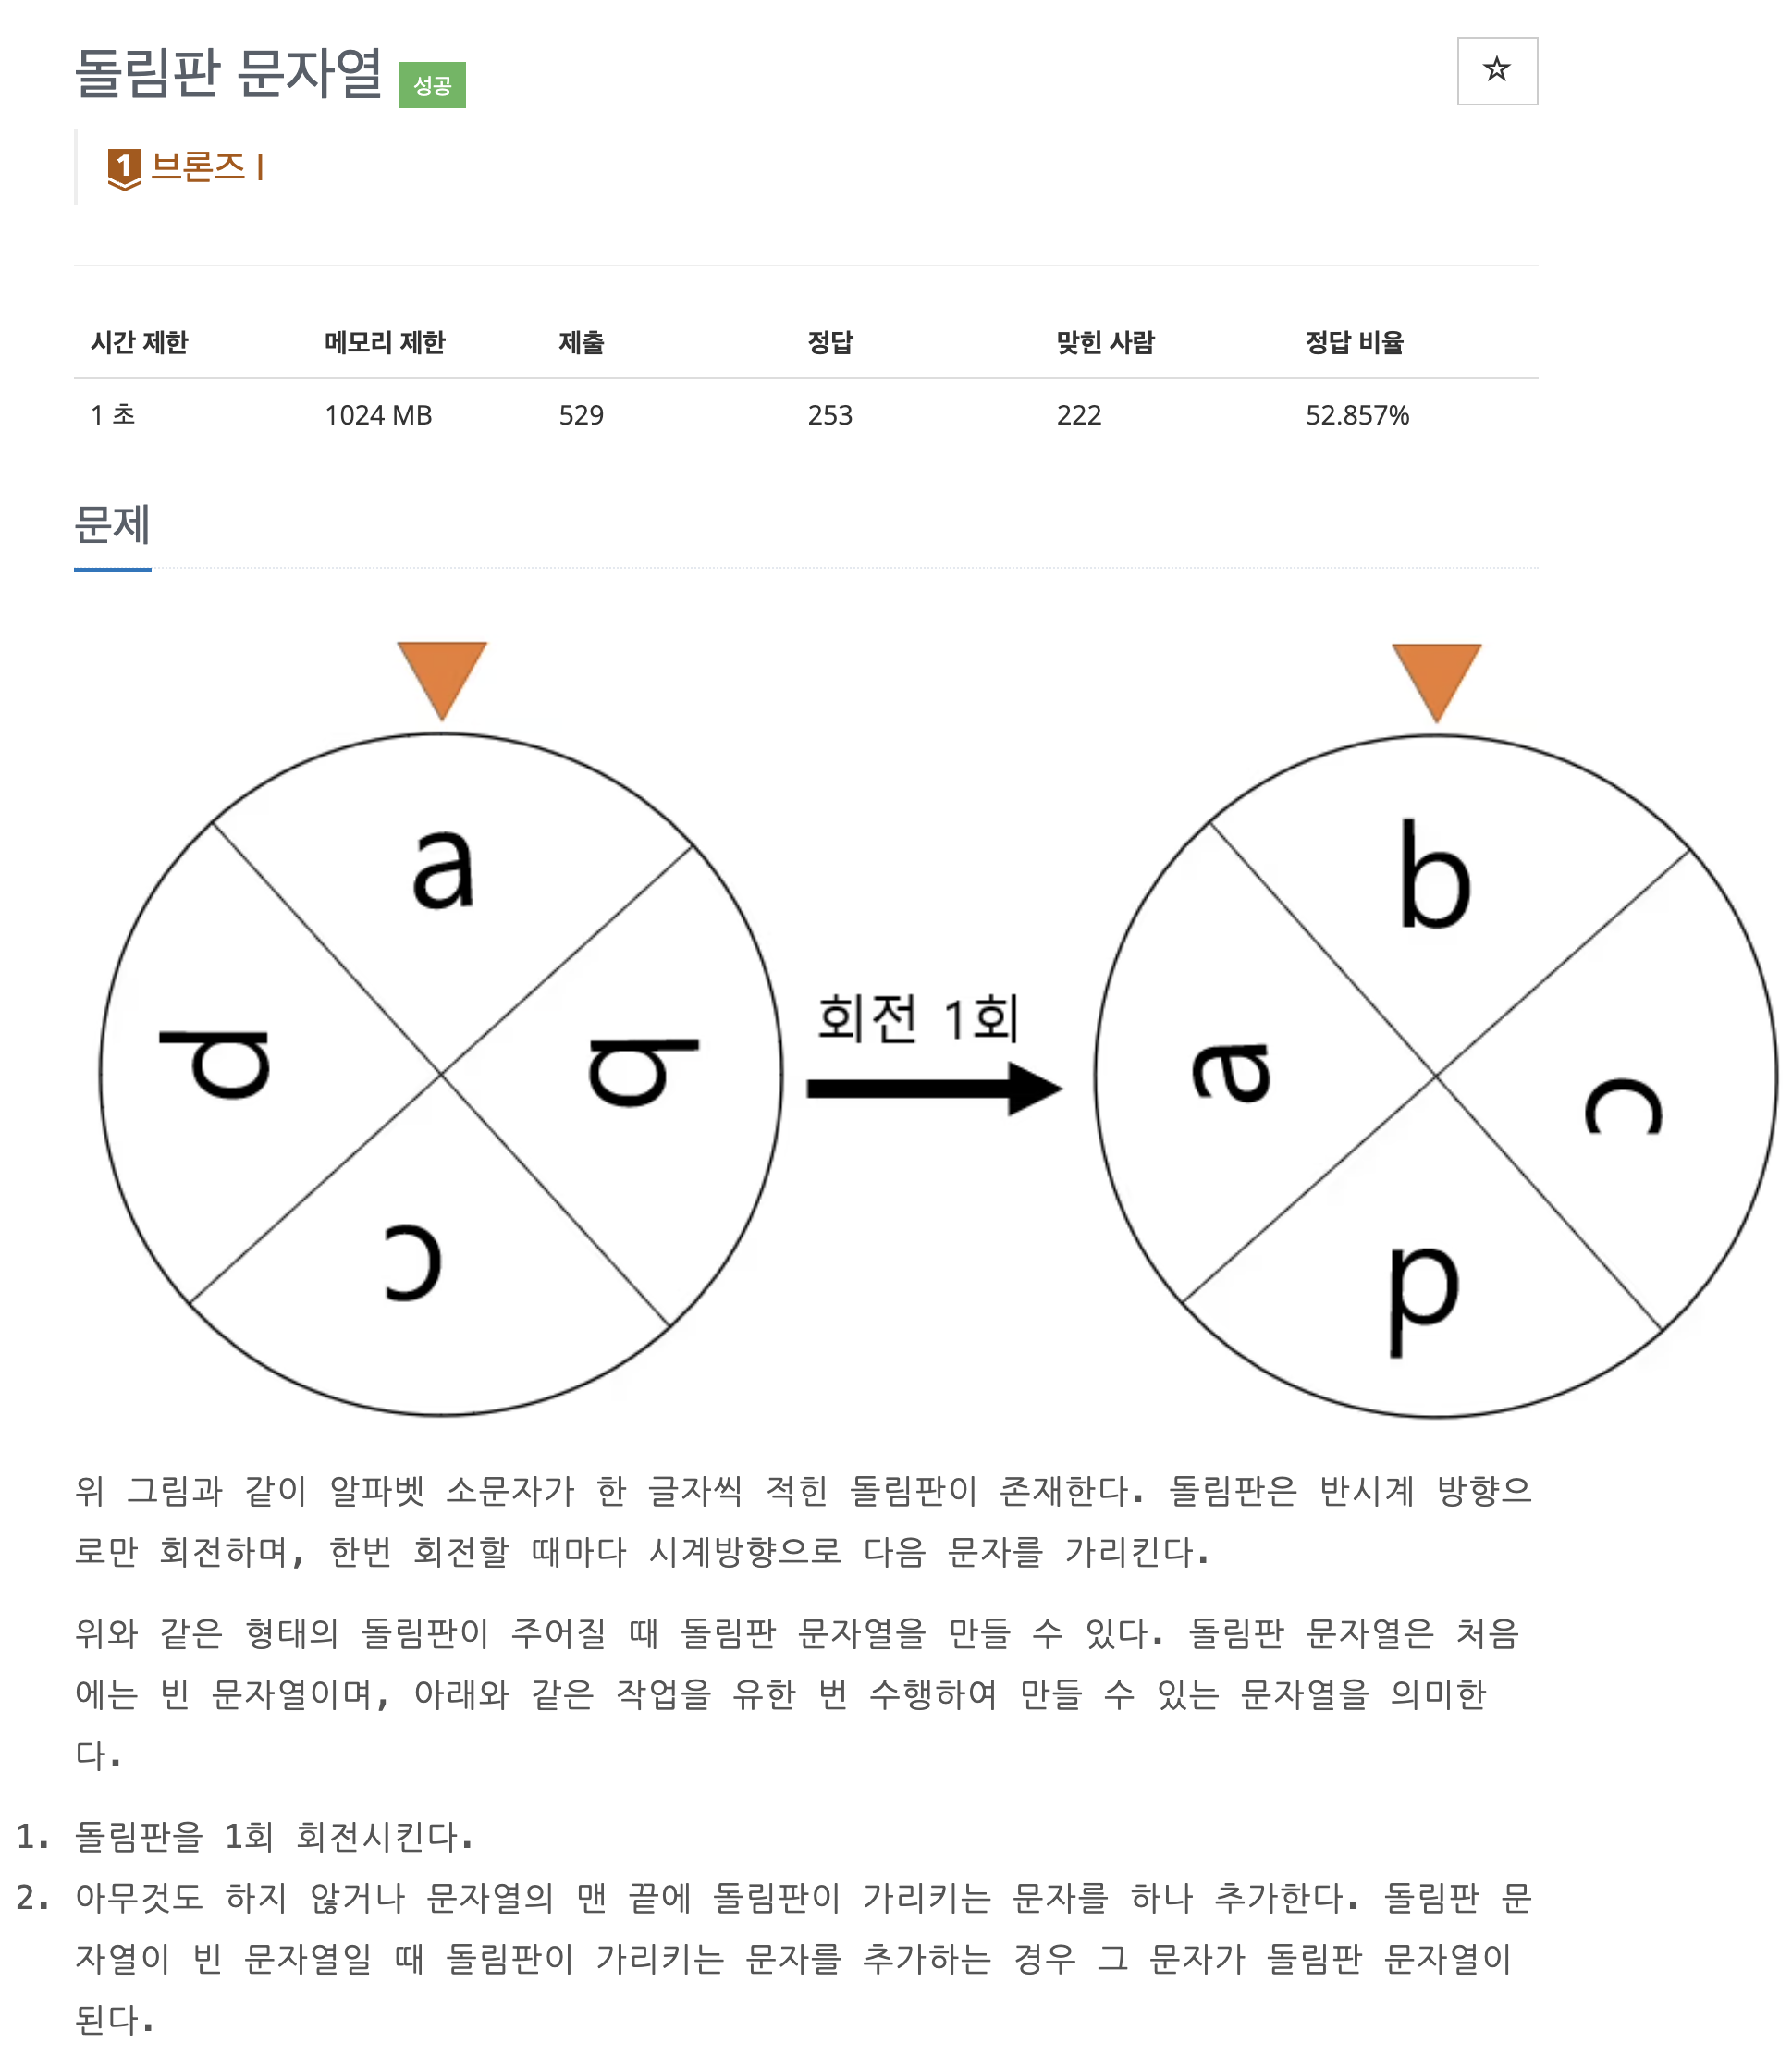 돌림판 문자열 성공
☆
1 브론즈 I
시간 제한 메모리 제한 제출 정답 맞힌 사람 정답 비율
1 초 1024 MB 529 253 222 52.857%
문제
a
d b
c
회전 1회
b
a c
d
위 그림과 같이 알파벳 소문자가 한 글자씩 적힌 돌림판이 존재한다. 돌림판은 반시계 방향으
로만 회전하며, 한번 회전할 때마다 시계방향으로 다음 문자를 가리킨다.
위와 같은 형태의 돌림판이 주어질 때 돌림판 문자열을 만들 수 있다. 돌림판 문자열은 처음
에는 빈 문자열이며, 아래와 같은 작업을 유한 번 수행하여 만들 수 있는 문자열을 의미한
다.
1. 돌림판을 1회 회전시킨다.
2. 아무것도 하지 않거나 문자열의 맨 끝에 돌림판이 가리키는 문자를 하나 추가한다. 돌림판 문
자열이 빈 문자열일 때 돌림판이 가리키는 문자를 추가하는 경우 그 문자가 돌림판 문자열이
된다.